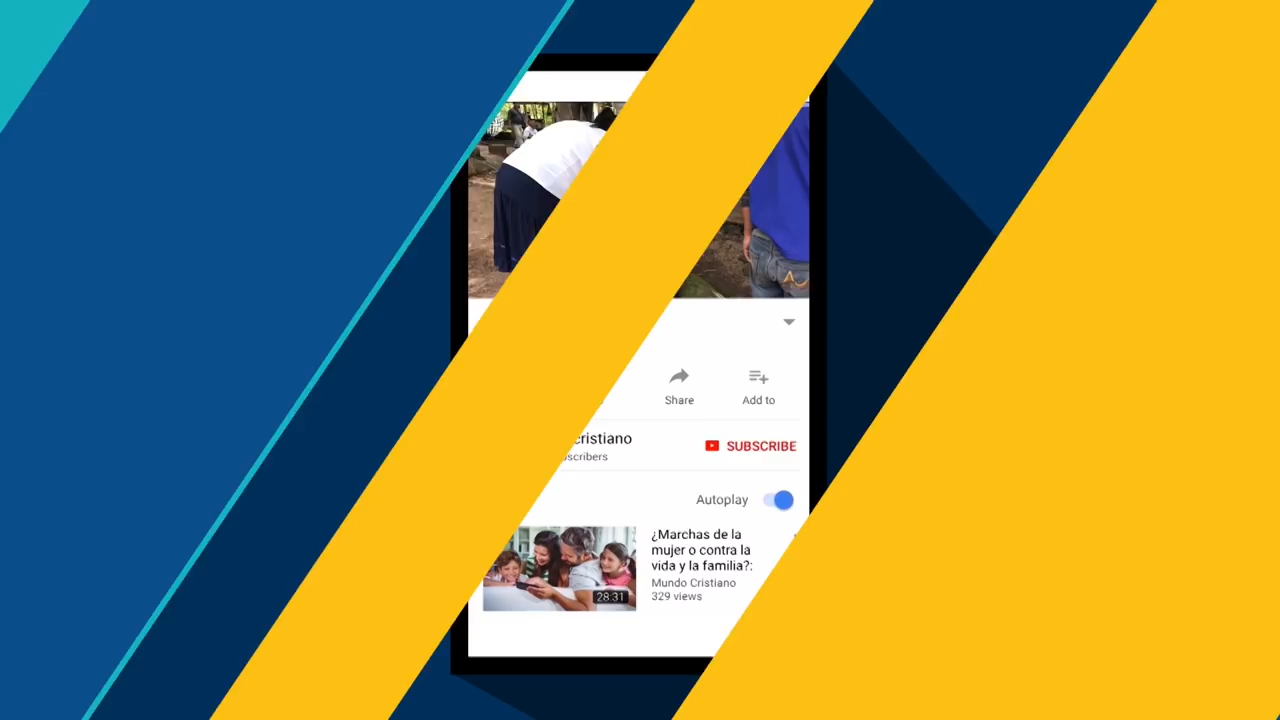 Share
Add to
cristiano
scribers
SUBSCRIBE
Autoplay
¿Marchas de la
mujer o contra la
vida y la familia?:
Mundo Cristiano
329 views
28:31